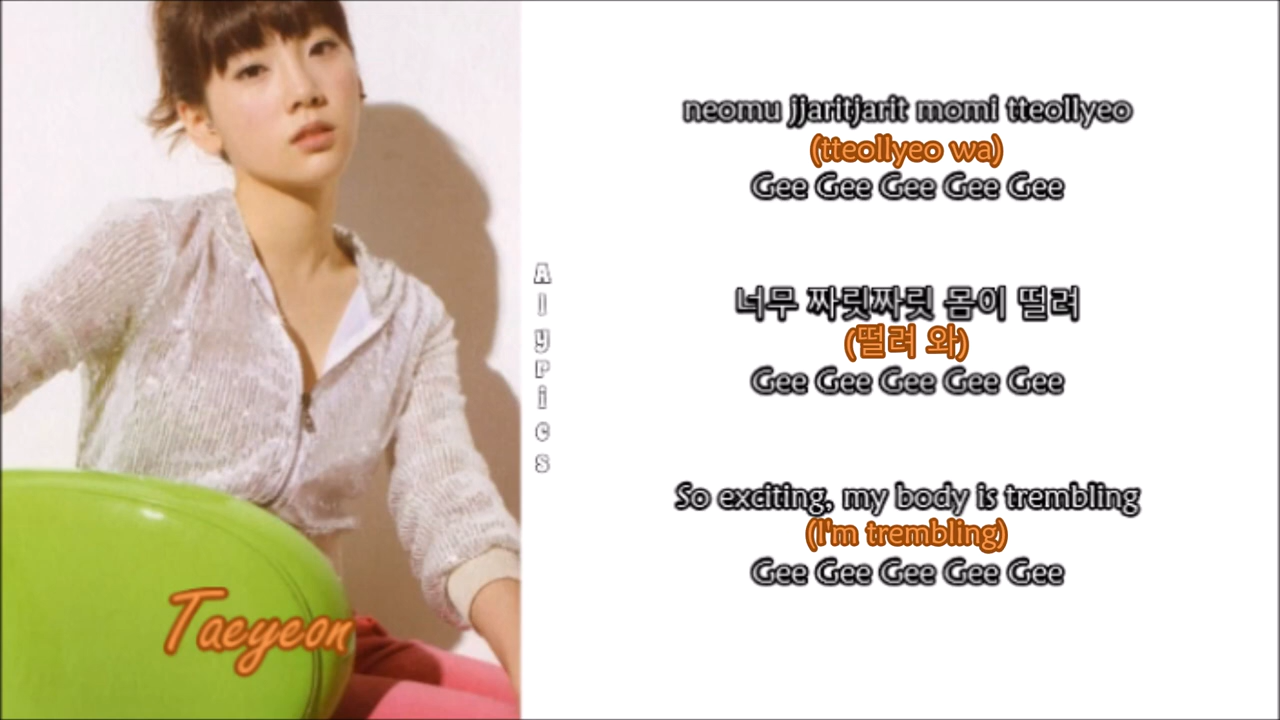 neomu jjaritjarit momi tteollyeo
(tteollyeo wa)
Gee Gee Gee Gee Gee
너무 짜릿짜릿 몸이 떨려
(떨려 와)
Gee Gee Gee Gee Gee
So exciting, my body is trembling
(I'm trembling)
Gee Gee Gee Gee Gee
Alyrics
Taeyeon